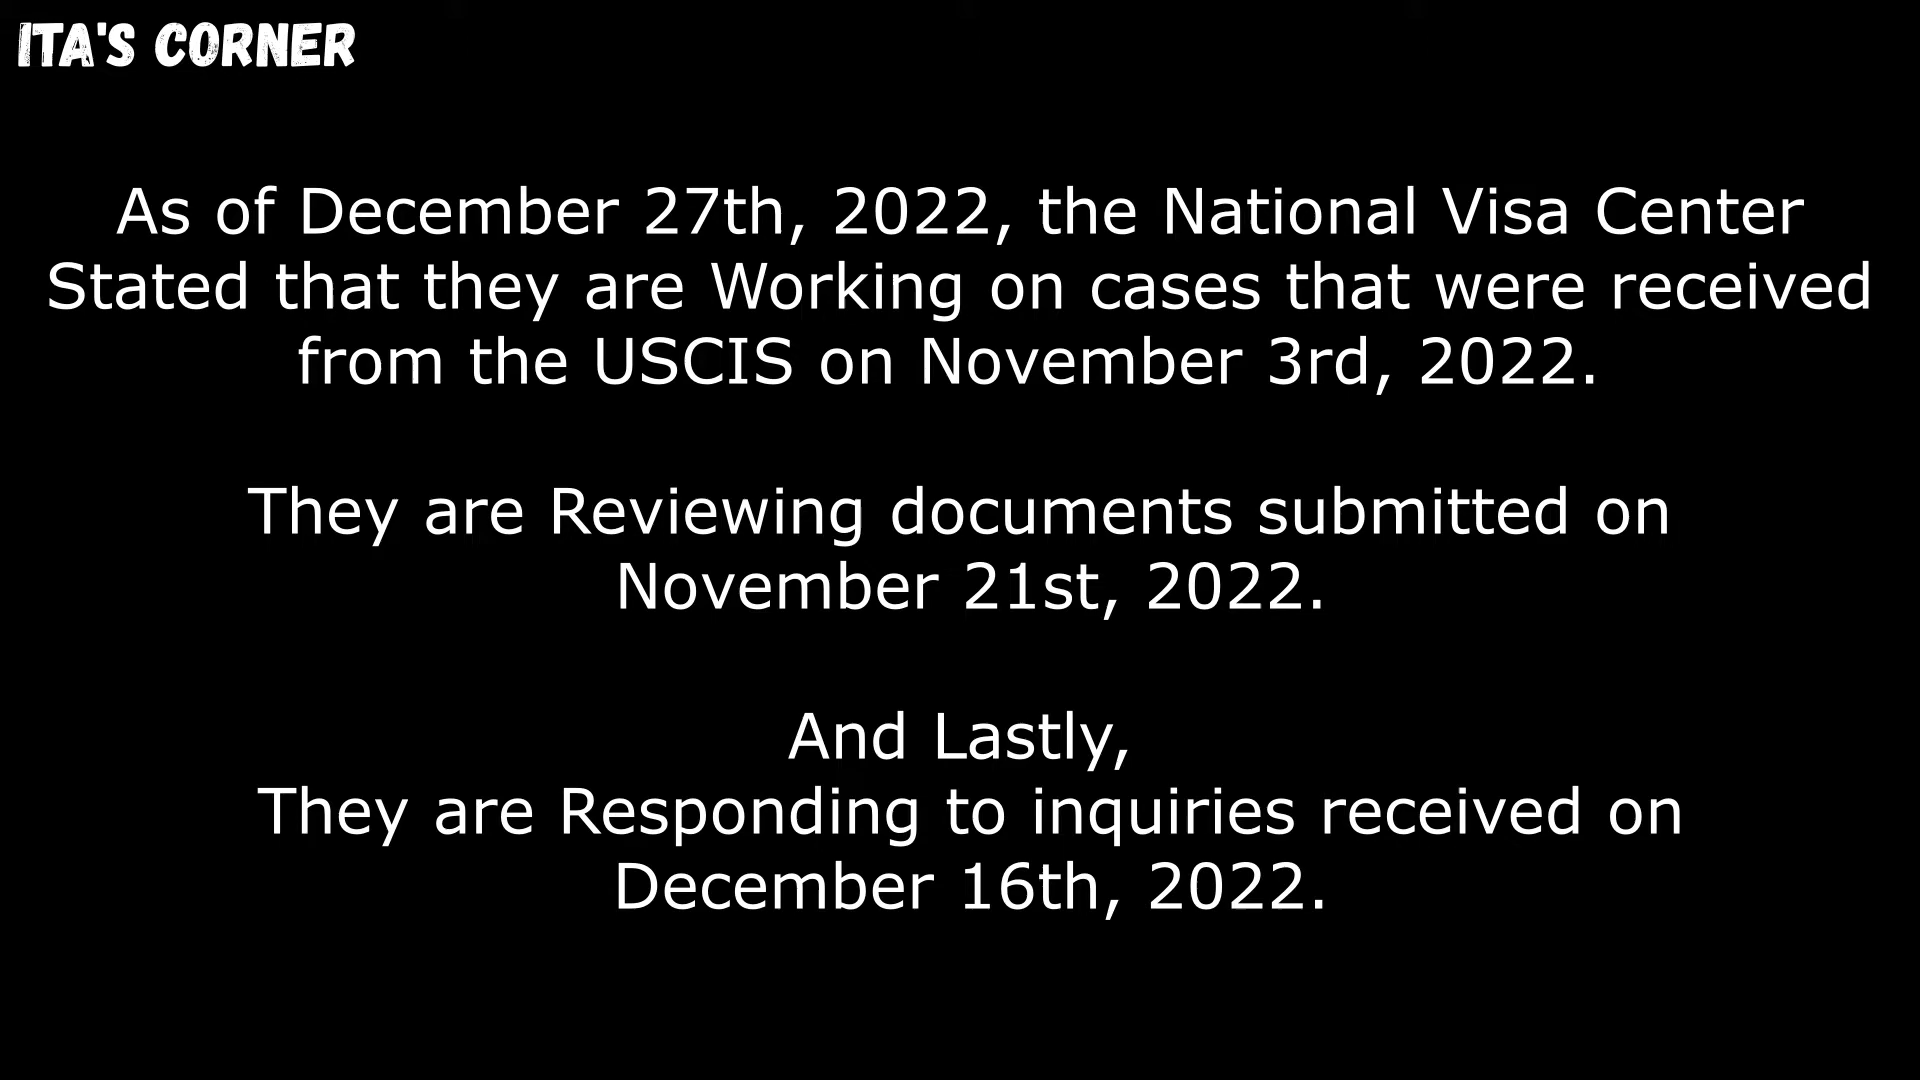 ITA'S CORNER
As of December 27th, 2022, the National Visa Center
Stated that they are Working on cases that were received
from the USCIS on November 3rd, 2022.
They are Reviewing documents submitted on
November 21st, 2022.
And Lastly,
They are Responding to inquiries received on
December 16th, 2022.